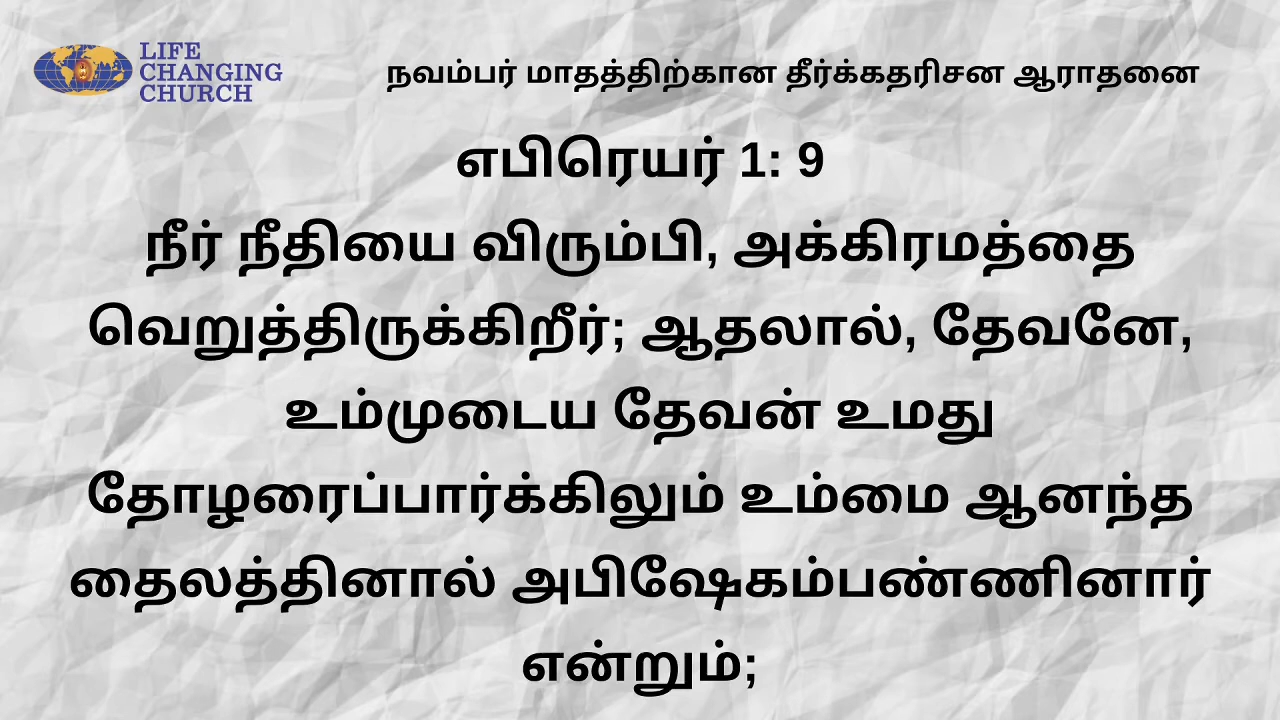 LIFE
CHANGING
CHURCH
நவம்பர் மாதத்திற்கான தீர்க்கதரிசன ஆராதனை
எபிரெயர் 1: 9
நீர் நீதியை விரும்பி, அக்கிரமத்தை
வெறுத்திருக்கிறீர்; ஆதலால், தேவனே,
உம்முடைய தேவன் உமது
தோழரைப்பார்க்கிலும் உம்மை ஆனந்த
தைலத்தினால் அபிஷேகம்பண்ணினார்
என்றும்;